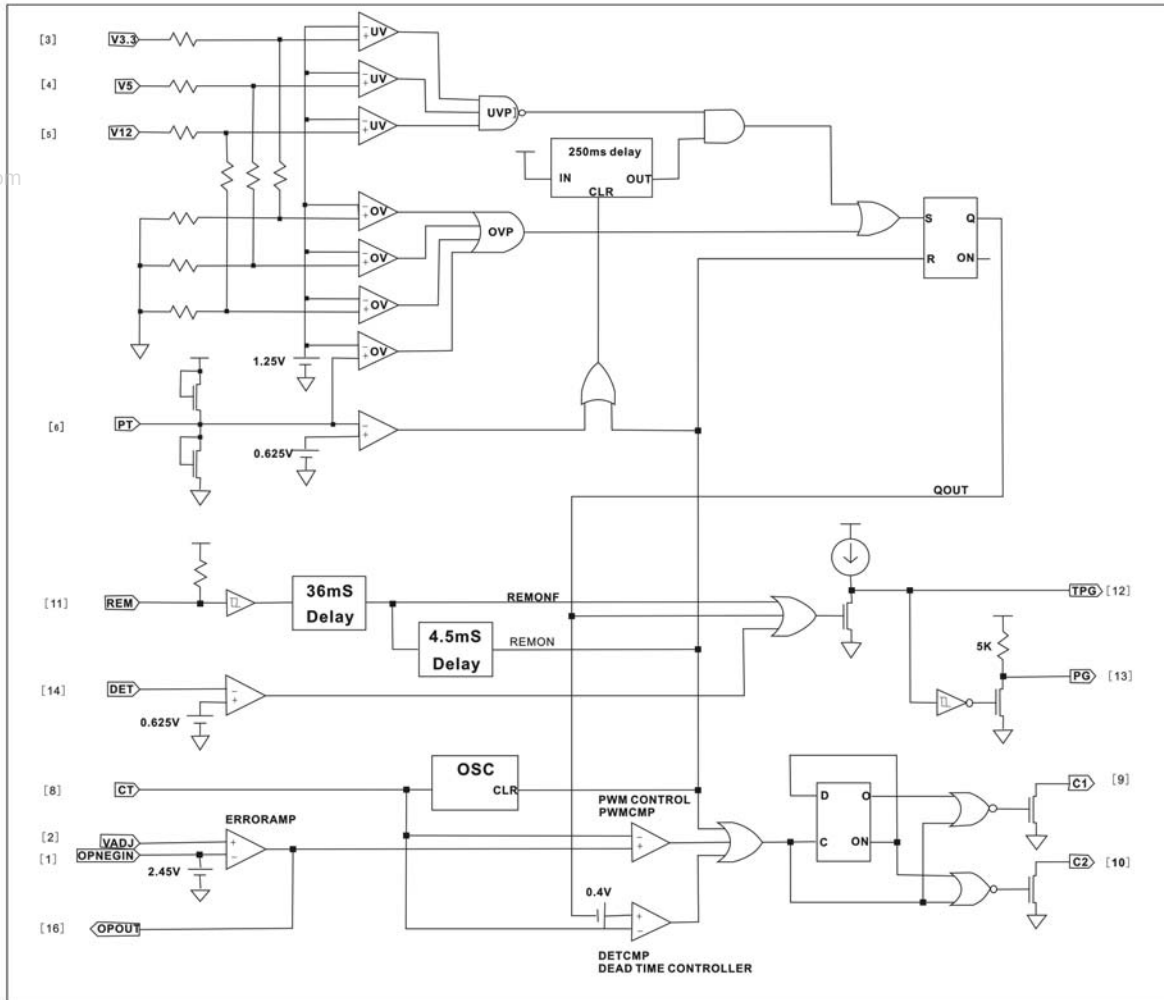 [3] V3.3
UV
[4] V5
UV
UVP
[5] V12
UV
250ms delay
IN OUT
CLR
om
OV
OVP
S Q
OV
R ON
OV
OV
1.25V
[6] PT
0.625V
QOUT
[11] REM
36mS
Delay
REMONF
TPG [12]
4.5mS
Delay
REMON
5K
PG [13]
[14] DET
0.625V
[8] CT
OSC
CLR
PWM CONTROL
PWMCMP
D O
C1 [9]
ERRORAMP
[2] VADJ
[1] OPNEGIN
C ON
C2 [10]
2.45V
0.4V
[16] OPOUT
DETCMP
DEAD TIME CONTROLLER